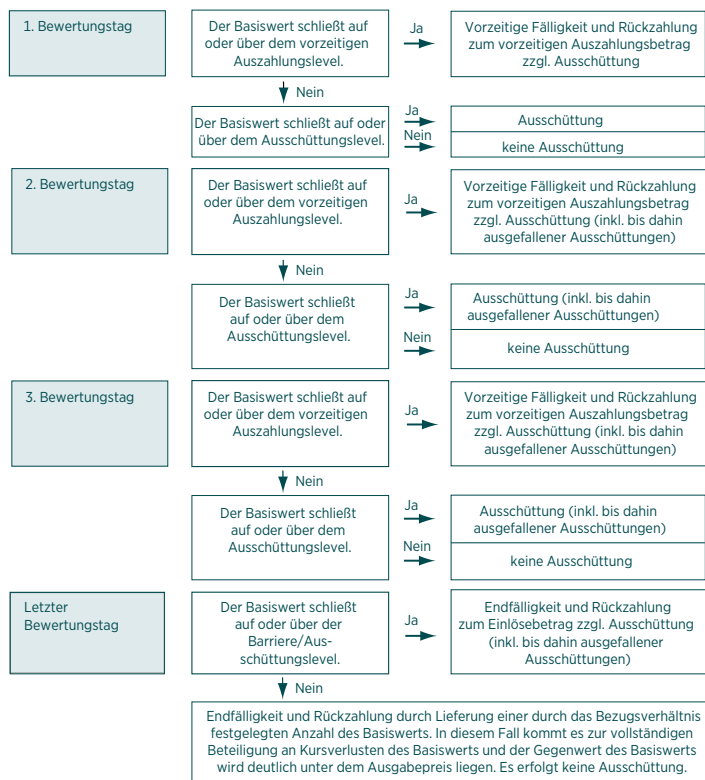 1. Bewertungstag
Der Basiswert schließt auf
oder über dem vorzeitigen
Auszahlungslevel.
Ja
Vorzeitige Fälligkeit und Rückzahlung
zum vorzeitigen Auszahlungsbetrag
zzgl. Ausschüttung
Nein
Der Basiswert schließt auf oder
über dem Ausschüttungslevel.
Ja
Ausschüttung
Nein
keine Ausschüttung
2. Bewertungstag
Der Basiswert schließt auf
oder über dem vorzeitigen
Auszahlungslevel.
Ja
Vorzeitige Fälligkeit und Rückzahlung
zum vorzeitigen Auszahlungsbetrag
zzgl. Ausschüttung (inkl. bis dahin
ausgefallener Ausschüttungen)
Nein
Der Basiswert schließt
auf oder über dem
Ausschüttungslevel.
Ja
Ausschüttung (inkl. bis dahin
ausgefallener Ausschüttungen)
Nein
keine Ausschüttung
3. Bewertungstag
Der Basiswert schließt auf
oder über dem vorzeitigen
Auszahlungslevel.
Ja
Vorzeitige Fälligkeit und Rückzahlung
zum vorzeitigen Auszahlungsbetrag
zzgl. Ausschüttung (inkl. bis dahin
ausgefallener Ausschüttungen)
Nein
Der Basiswert schließt
auf oder über dem
Ausschüttungslevel.
Ja
Ausschüttung (inkl. bis dahin
ausgefallener Ausschüttungen)
Nein
keine Ausschüttung
Letzter
Bewertungstag
Der Basiswert schließt
auf oder über der
Barriere/Aus-
schüttungslevel.
Ja
Endfälligkeit und Rückzahlung
zum Einlösebetrag zzgl. Ausschüttung
(inkl. bis dahin ausgefallener
Ausschüttungen)
Nein
Endfälligkeit und Rückzahlung durch Lieferung einer durch das Bezugsverhältnis
festgelegten Anzahl des Basiswerts. In diesem Fall kommt es zur vollständigen
Beteiligung an Kursverlusten des Basiswerts und der Gegenwert des Basiswerts
wird deutlich unter dem Ausgabepreis liegen. Es erfolgt keine Ausschüttung.